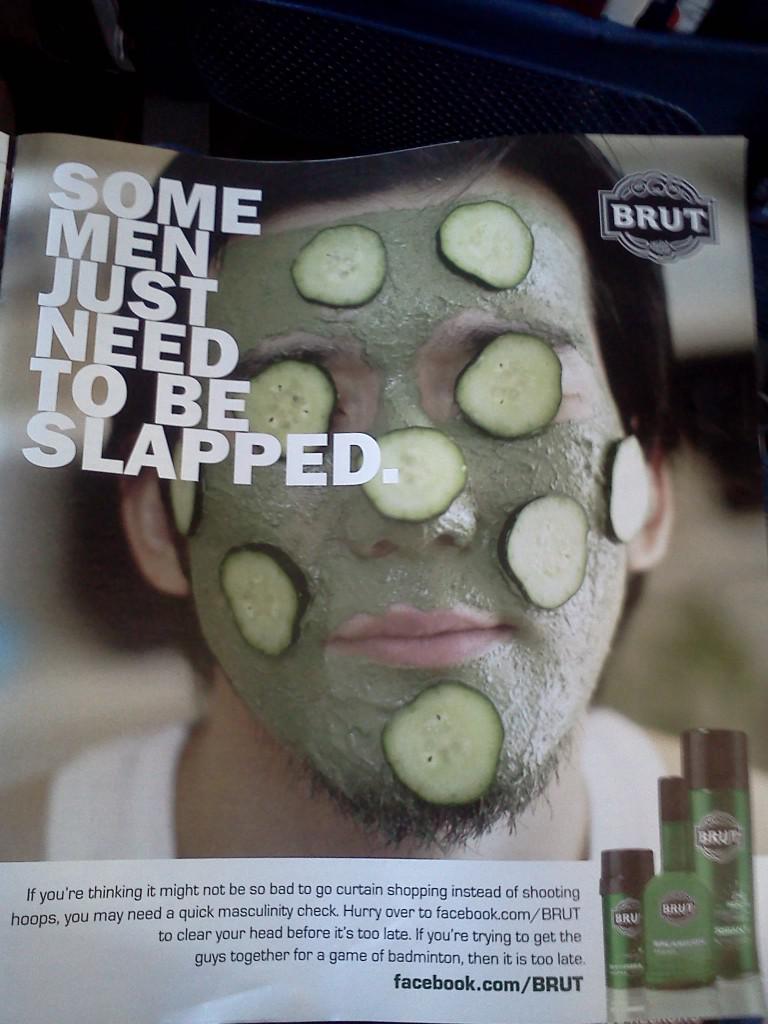 SOME
MEN
JUST
NEED
TO BE
SLAPPED.
BRUT
If you're thinking it might not be so bad to go curtain shopping instead of shooting
hoops, you may need a quick masculinity check. Hurry over to facebook.com/BRUT
to clear your head before it's too late. If you're trying to get the
guys together for a game of badminton, then it is too late.
facebook.com/BRUT
BRUT
BRUT
BRUT